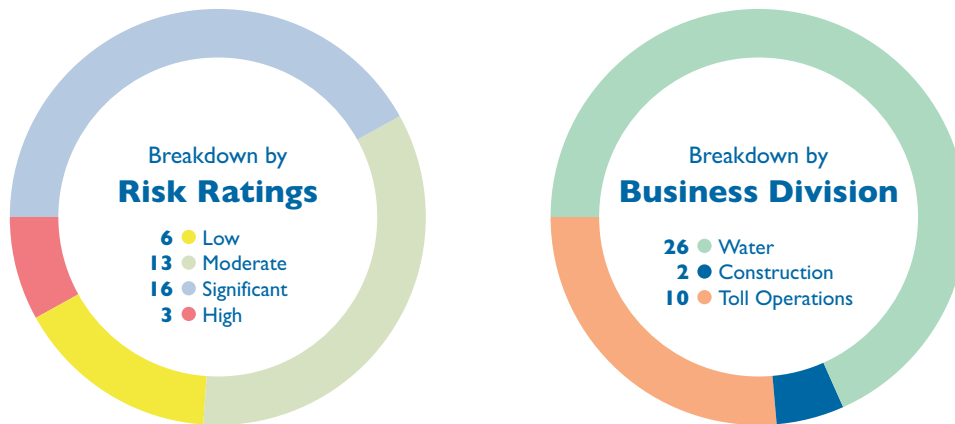 Breakdown by
Risk Ratings
6 Low
13 Moderate
16 Significant
3 High
Breakdown by
Business Division
26 Water
2 Construction
10 Toll Operations